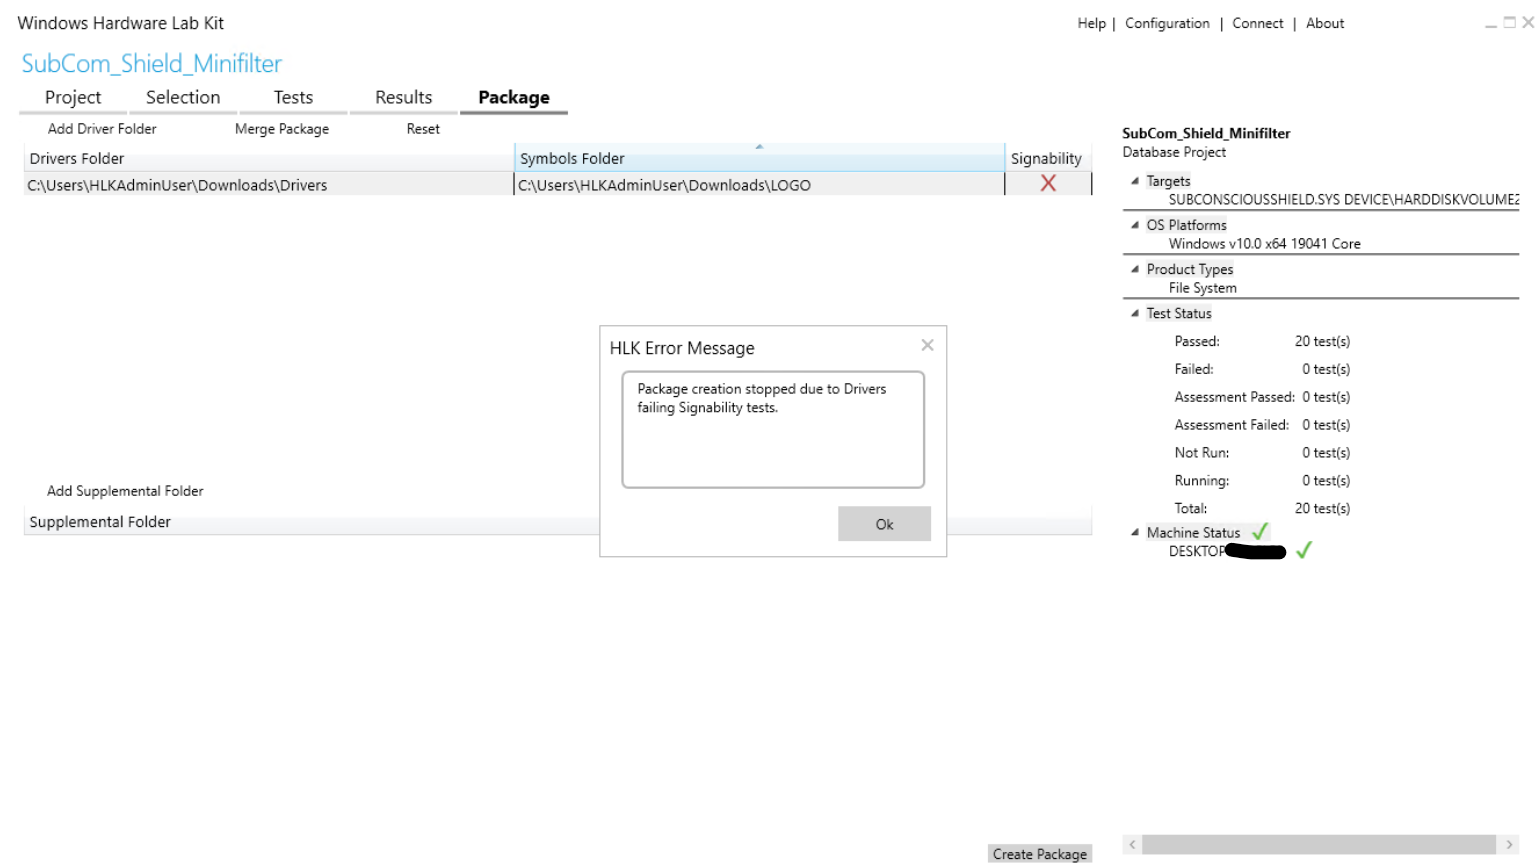 Windows Hardware Lab Kit
Help | Configuration | Connect | About
SubCom_Shield_Minifilter
Project Selection Tests Results Package
Add Driver Folder Merge Package Reset
Drivers Folder Symbols Folder Signability
C:\Users\HLKAdminUser\Downloads\Drivers C:\Users\HLKAdminUser\Downloads\LOGO
HLK Error Message
Package creation stopped due to Drivers
failing Signability tests.
Ok
Add Supplemental Folder
Supplemental Folder
Create Package
SubCom_Shield_Minifilter
Database Project
Targets
SUBCONSCIOUSSHIELD.SYS DEVICE\HARDDISKVOLUME2
OS Platforms
Windows v10.0 x64 19041 Core
Product Types
File System
Test Status
Passed: 20 test(s)
Failed: 0 test(s)
Assessment Passed: 0 test(s)
Assessment Failed: 0 test(s)
Not Run: 0 test(s)
Running: 0 test(s)
Total: 20 test(s)
Machine Status
DESKTOP